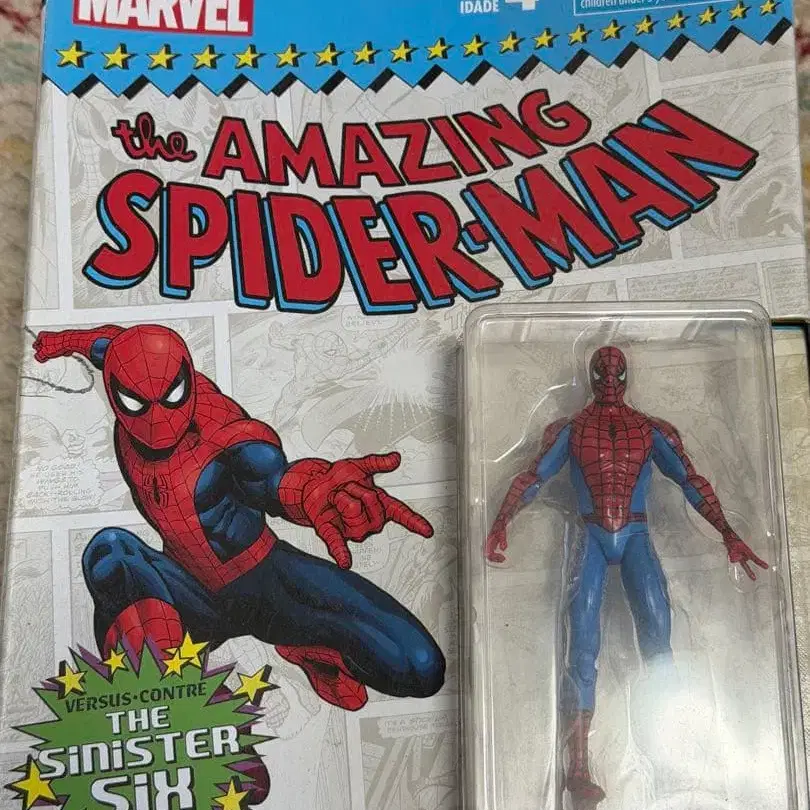 MARVEL
IDADE 4
the AMAZING
SPIDER-MAN
VERSUS•CONTRE
THE
SiNiSTER
SiX